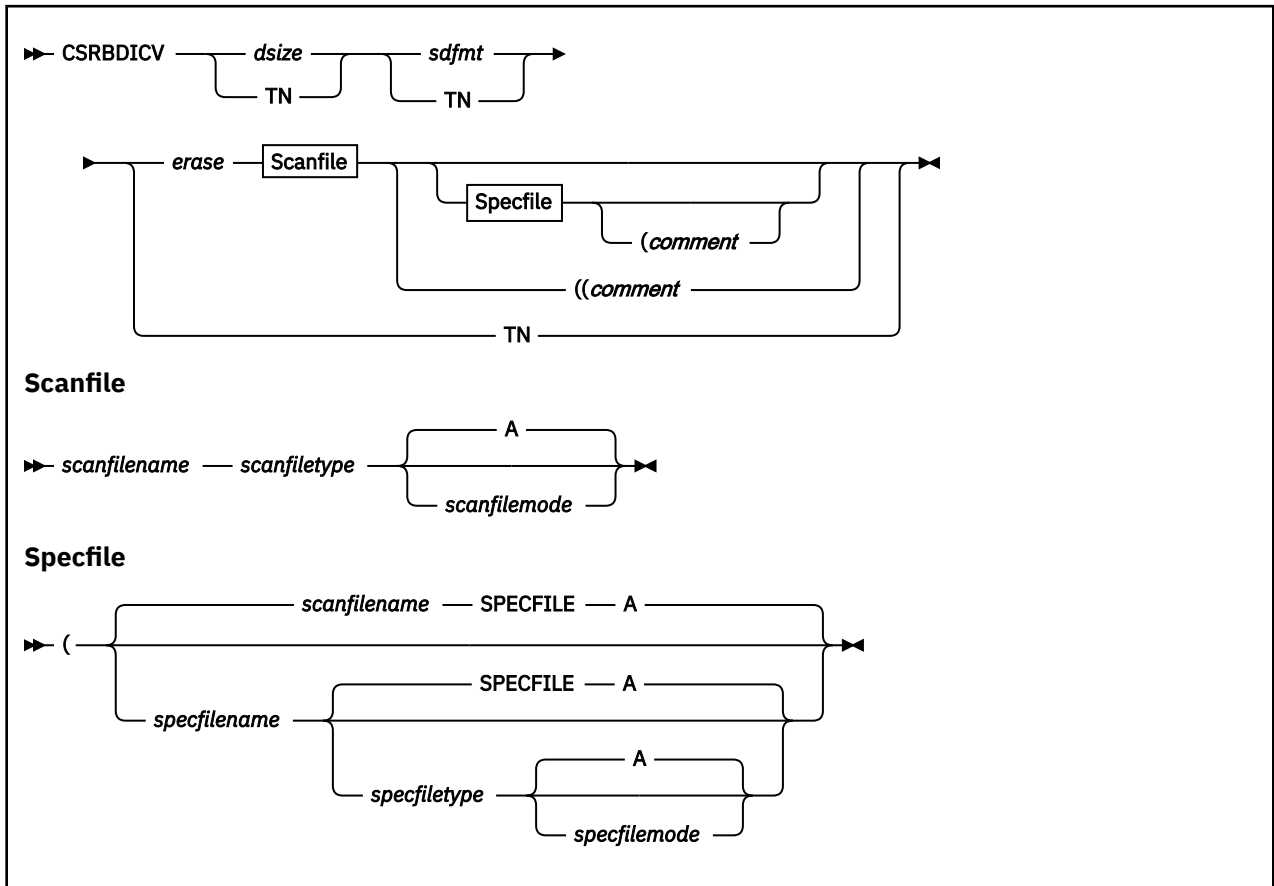 CSRBDICV dsize sdfmt
TN TN
erase Scanfile
Specfile
(comment
((comment
TN
Scanfile
A
scanfilename scanfiletype
scanfilemode
Specfile
scanfilename SPECFILE A
(
SPECFILE A
specfilename
A
specfiletype
specfilemode